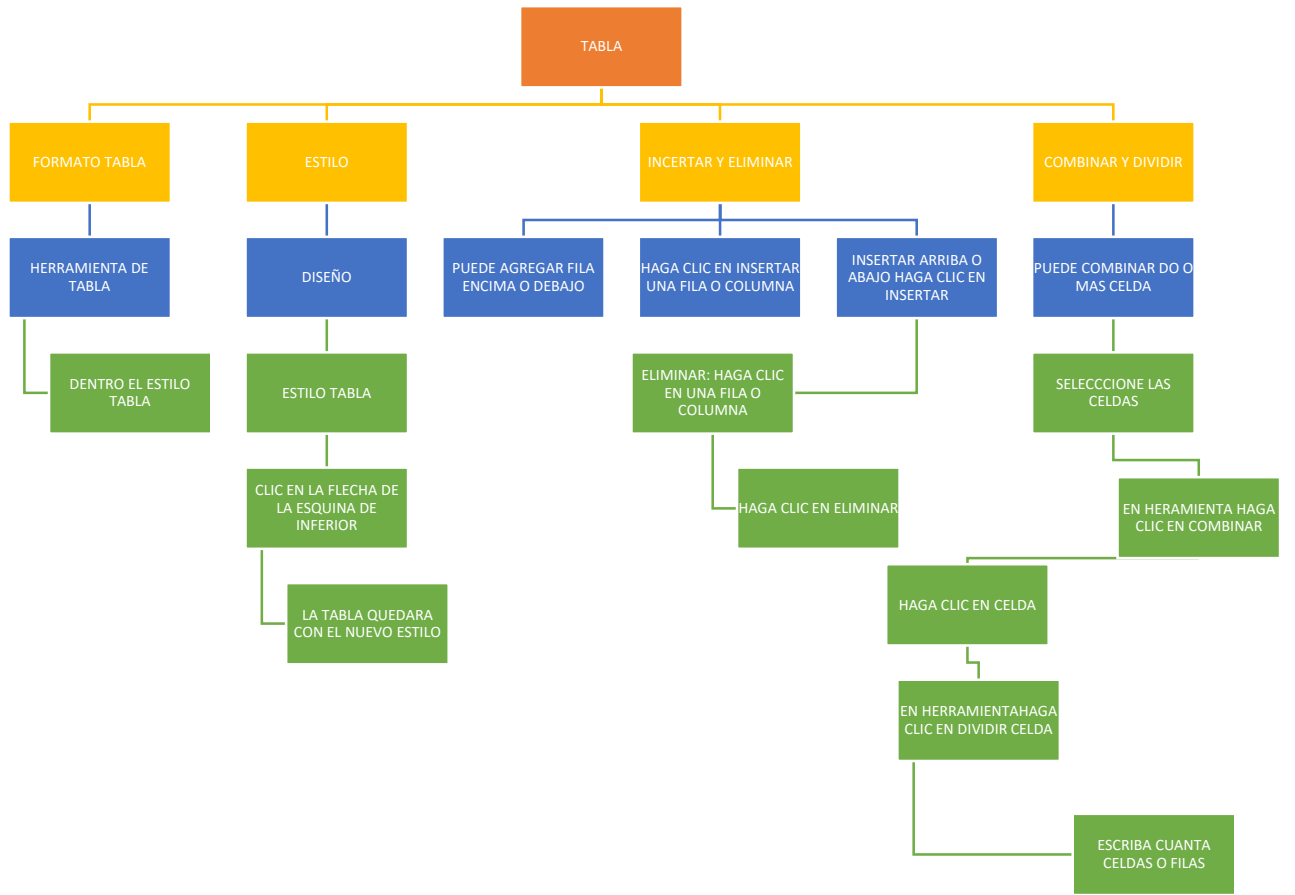 TABLA
FORMATO TABLA
ESTILO
INCERTAR Y ELIMINAR
COMBINAR Y DIVIDIR
HERRAMIENTA DE
TABLA
DISEÑO
PUEDE AGREGAR FILA
ENCIMA O DEBAJO
HAGA CLIC EN INSERTAR
UNA FILA O COLUMNA
INSERTAR ARRIBA O
ABAJO HAGA CLIC EN
INSERTAR
PUEDE COMBINAR DO O
MAS CELDA
DENTRO EL ESTILO
TABLA
ESTILO TABLA
ELIMINAR: HAGA CLIC
EN UNA FILA O
COLUMNA
SELECCCIONE LAS
CELDAS
CLIC EN LA FLECHA DE
LA ESQUINA DE
INFERIOR
HAGA CLIC EN ELIMINAR
EN HERAMIENTA HAGA
CLIC EN COMBINAR
LA TABLA QUEDARA
CON EL NUEVO ESTILO
HAGA CLIC EN CELDA
EN HERRAMIENTAHAGA
CLIC EN DIVIDIR CELDA
ESCRIBA CUANTA
CELDAS O FILAS